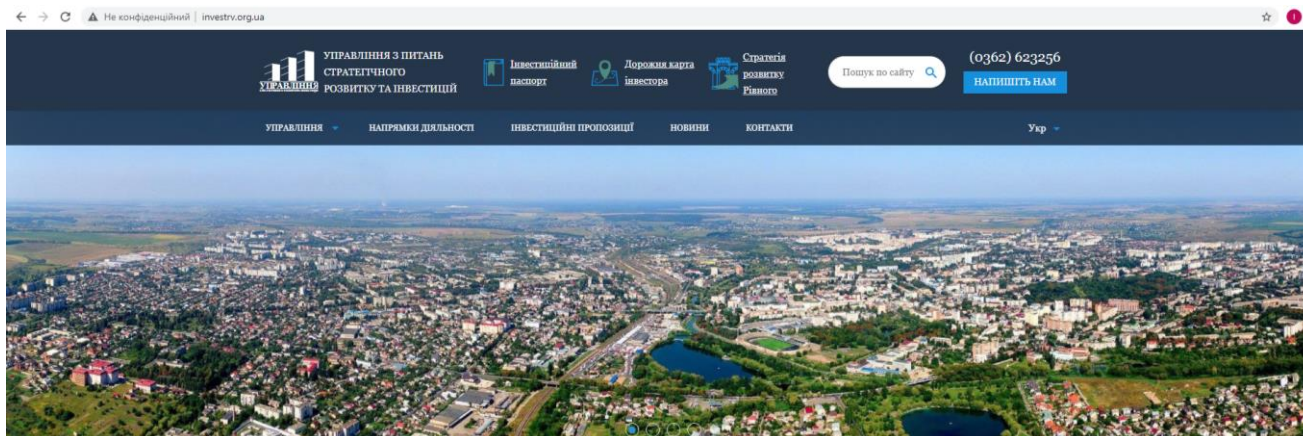 Не конфіденційний | investrv.org.ua
УПРАВЛІННЯ З ПИТАНЬ
СТРАТЕГІЧНОГО
РОЗВИТКУ ТА ІНВЕСТИЦІЙ
УПРАВЛІННЯ
Інвестиційний
паспорт
Дорожня карта
інвестора
Стратегія
розвитку
Рівного
Пошук по сайту
(0362) 623256
НАПИШІТЬ НАМ
УПРАВЛІННЯ
НАПРЯМКИ ДІЯЛЬНОСТІ
ІНВЕСТИЦІЙНІ ПРОПОЗИЦІЇ
НОВИНИ
КОНТАКТИ
Укр